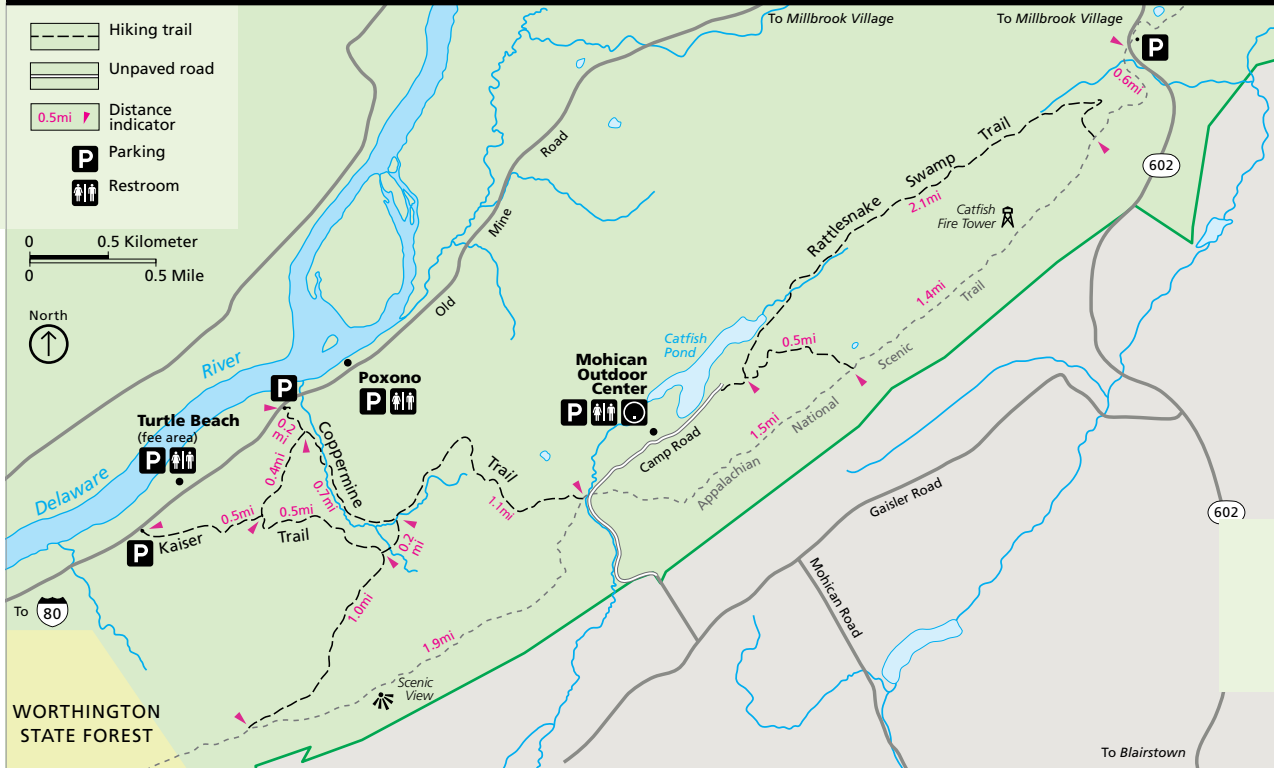 Hiking trail
Unpaved road
0.5mi
Distance
indicator
P
Parking
Restroom
0
0.5 Kilometer
0
0.5 Mile
North
To Millbrook Village
To Millbrook Village
P
0.6mi
602
Road
Mine
Old
Rattlesnake Swamp Trail
2.1mi
Catfish
Fire Tower
1.4mi
River
Delaware
Poxono
P
P
Turtle Beach
(fee area)
P
Mohican
Outdoor
Center
P
Catfish
Pond
0.5mi
Camp Road
1.5mi
Appalachian National Scenic Trail
0.2
mi
0.4mi
Coppermine Trail
0.7mi
1.1mi
0.5mi
0.5mi
Kaiser Trail
P
0.2
mi
1.0mi
1.9mi
Scenic
View
Gaisler Road
Mohican Road
602
To 80
WORTHINGTON
STATE FOREST
To Blairstown